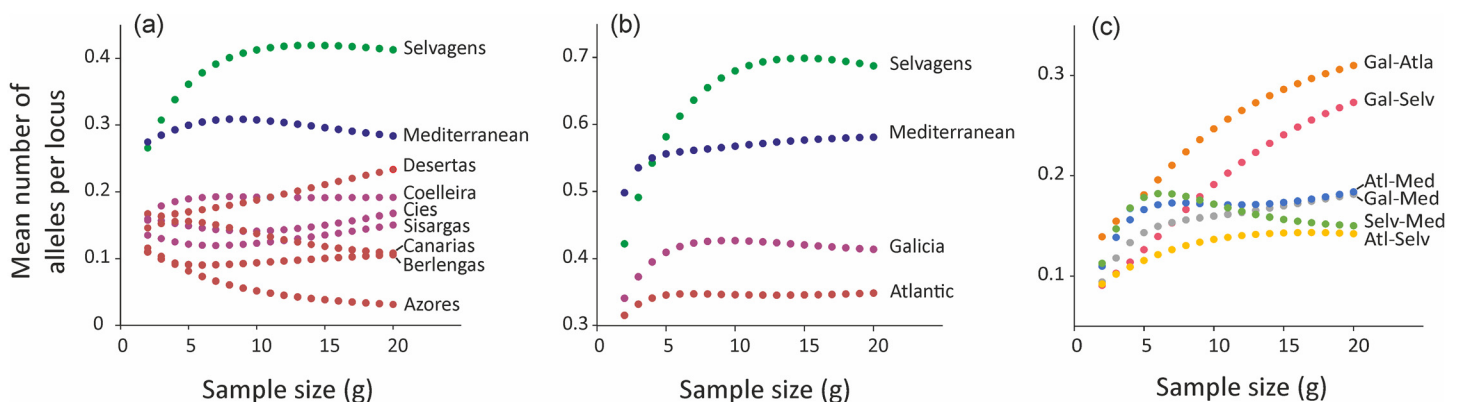 Mean number of
alleles per locus
(a)
0.4
0.3
0.2
0.1
0
Selvagens
Mediterranean
Desertas
Coelleira
Cies
Sisargas
Canarias
Berlengas
Azores
0 5 10 15 20
Sample size (g)
(b)
0.7
0.6
0.5
0.4
0.3
Selvagens
Mediterranean
Galicia
Atlantic
0 5 10 15 20
Sample size (g)
(c)
0.3
0.2
0.1
Gal-Atla
Gal-Selv
Atl-Med
Gal-Med
Selv-Med
Atl-Selv
0 5 10 15 20
Sample size (g)